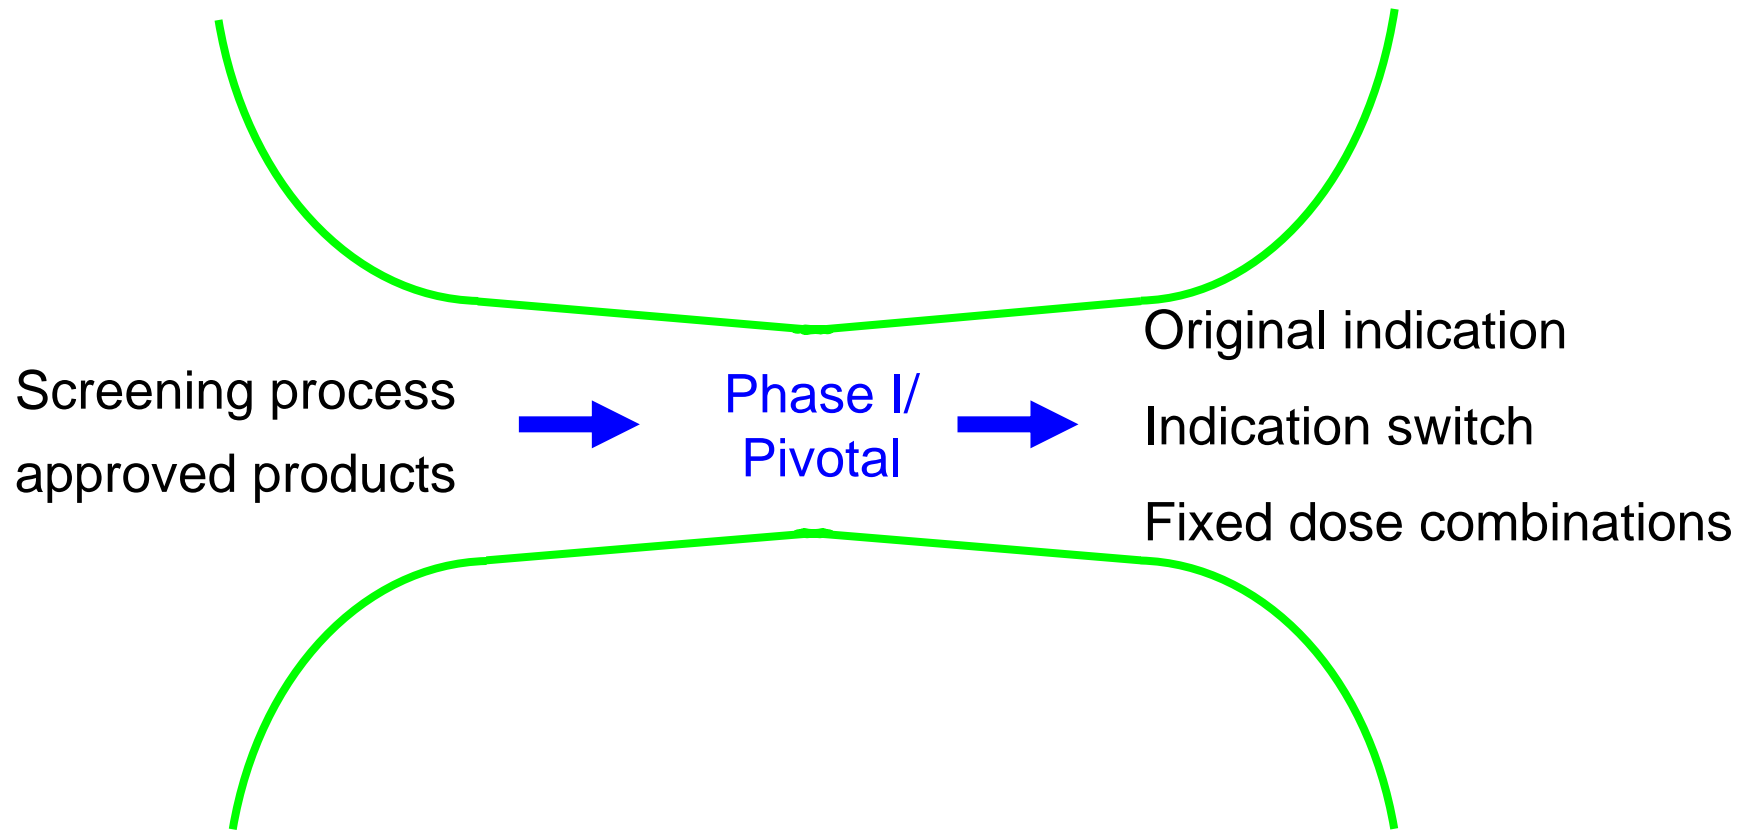 Screening process
approved products
Phase I/
Pivotal
Original indication
Indication switch
Fixed dose combinations